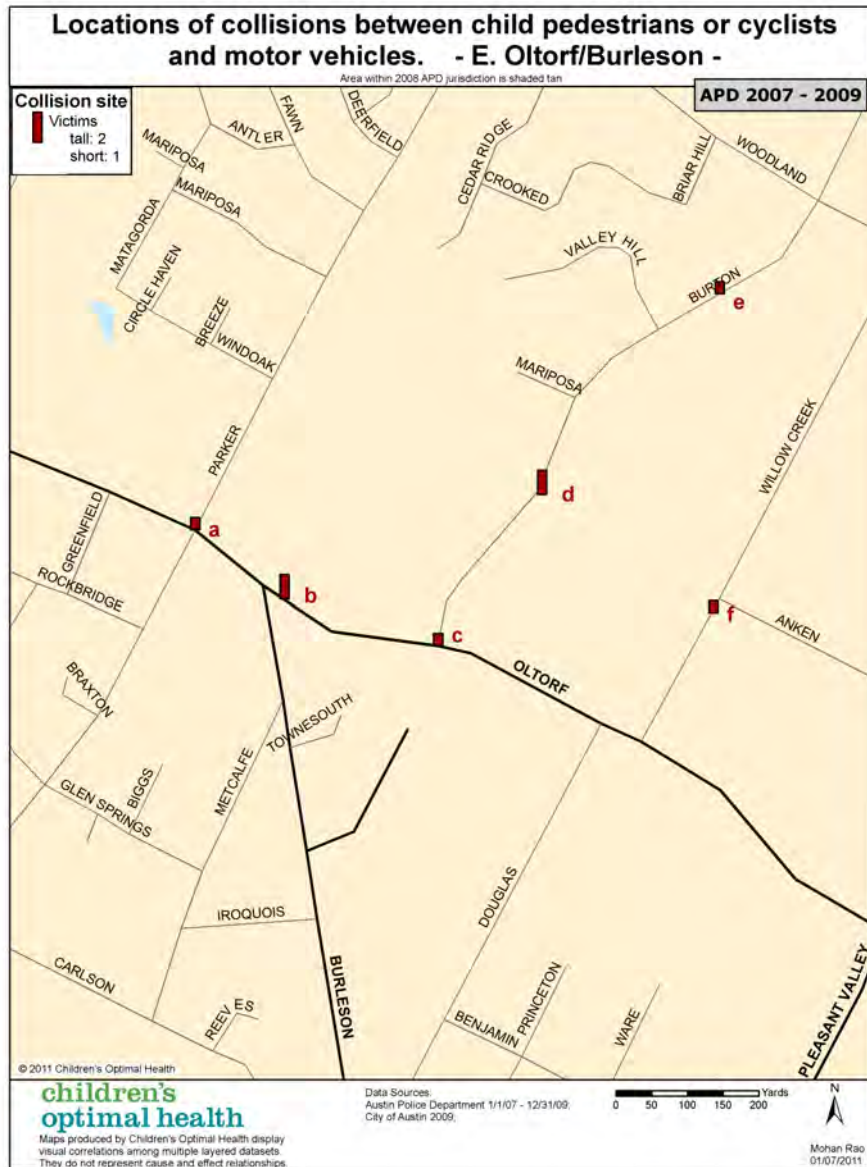 Locations of collisions between child pedestrians or cyclists
and motor vehicles. - E. Oltorf/Burleson -
Area within 2008 APD jurisdiction is shaded tan
APD 2007 - 2009
Collision site
Victims
tall: 2
short: 1
DEERFIELD
FAWN
ANTLER
MARIPOSA
MARIPOSA
MATAGORDA
CIRCLE HAVEN
BREEZE
WINDOAK
CEDAR RIDGE
CROOKED
BRIAR HILL
WOODLAND
VALLEY HILL
BURTON
e
MARIPOSA
WILLOW CREEK
PARKER
d
a
GREENFIELD
ROCKBRIDGE
b
c
f
ANKEN
OLTORF
BRAXTON
TOWNESOUTH
METCALFE
BIGGS
GLEN SPRINGS
DOUGLAS
IROQUOIS
BURLESON
CARLSON
REEV ES
BENJAMIN
PRINCETON
WARE
PLEASANT VALLEY
© 2011 Children's Optimal Health
children's
optimal health
Maps produced by Children's Optimal Health display
visual correlations among multiple layered datasets.
They do not represent cause and effect relationships.
Data Sources:
Austin Police Department 1/1/07 - 12/31/09;
City of Austin 2009;
Yards
0 50 100 150 200
N
Mohan Rao
01/07/2011